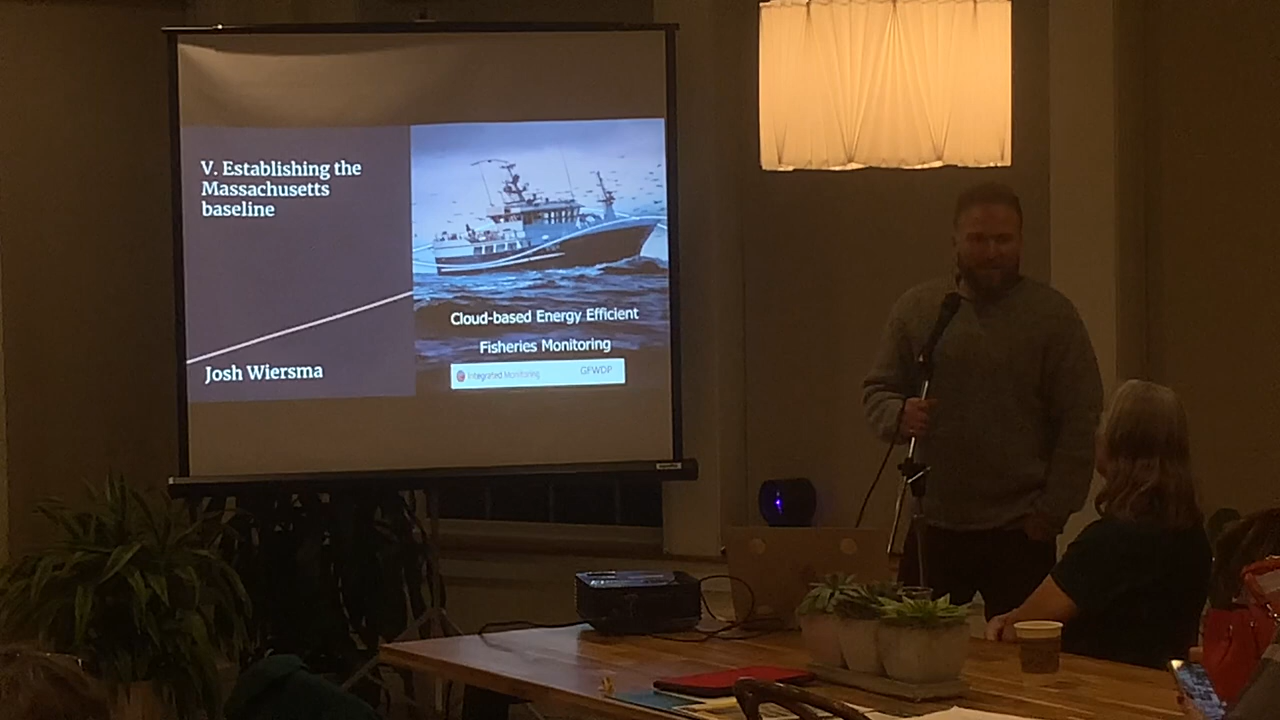 V. Establishing the
Massachusetts
baseline
Josh Wiersma
Cloud-based Energy Efficient
Fisheries Monitoring
Integrated Monitoring
GFWDP